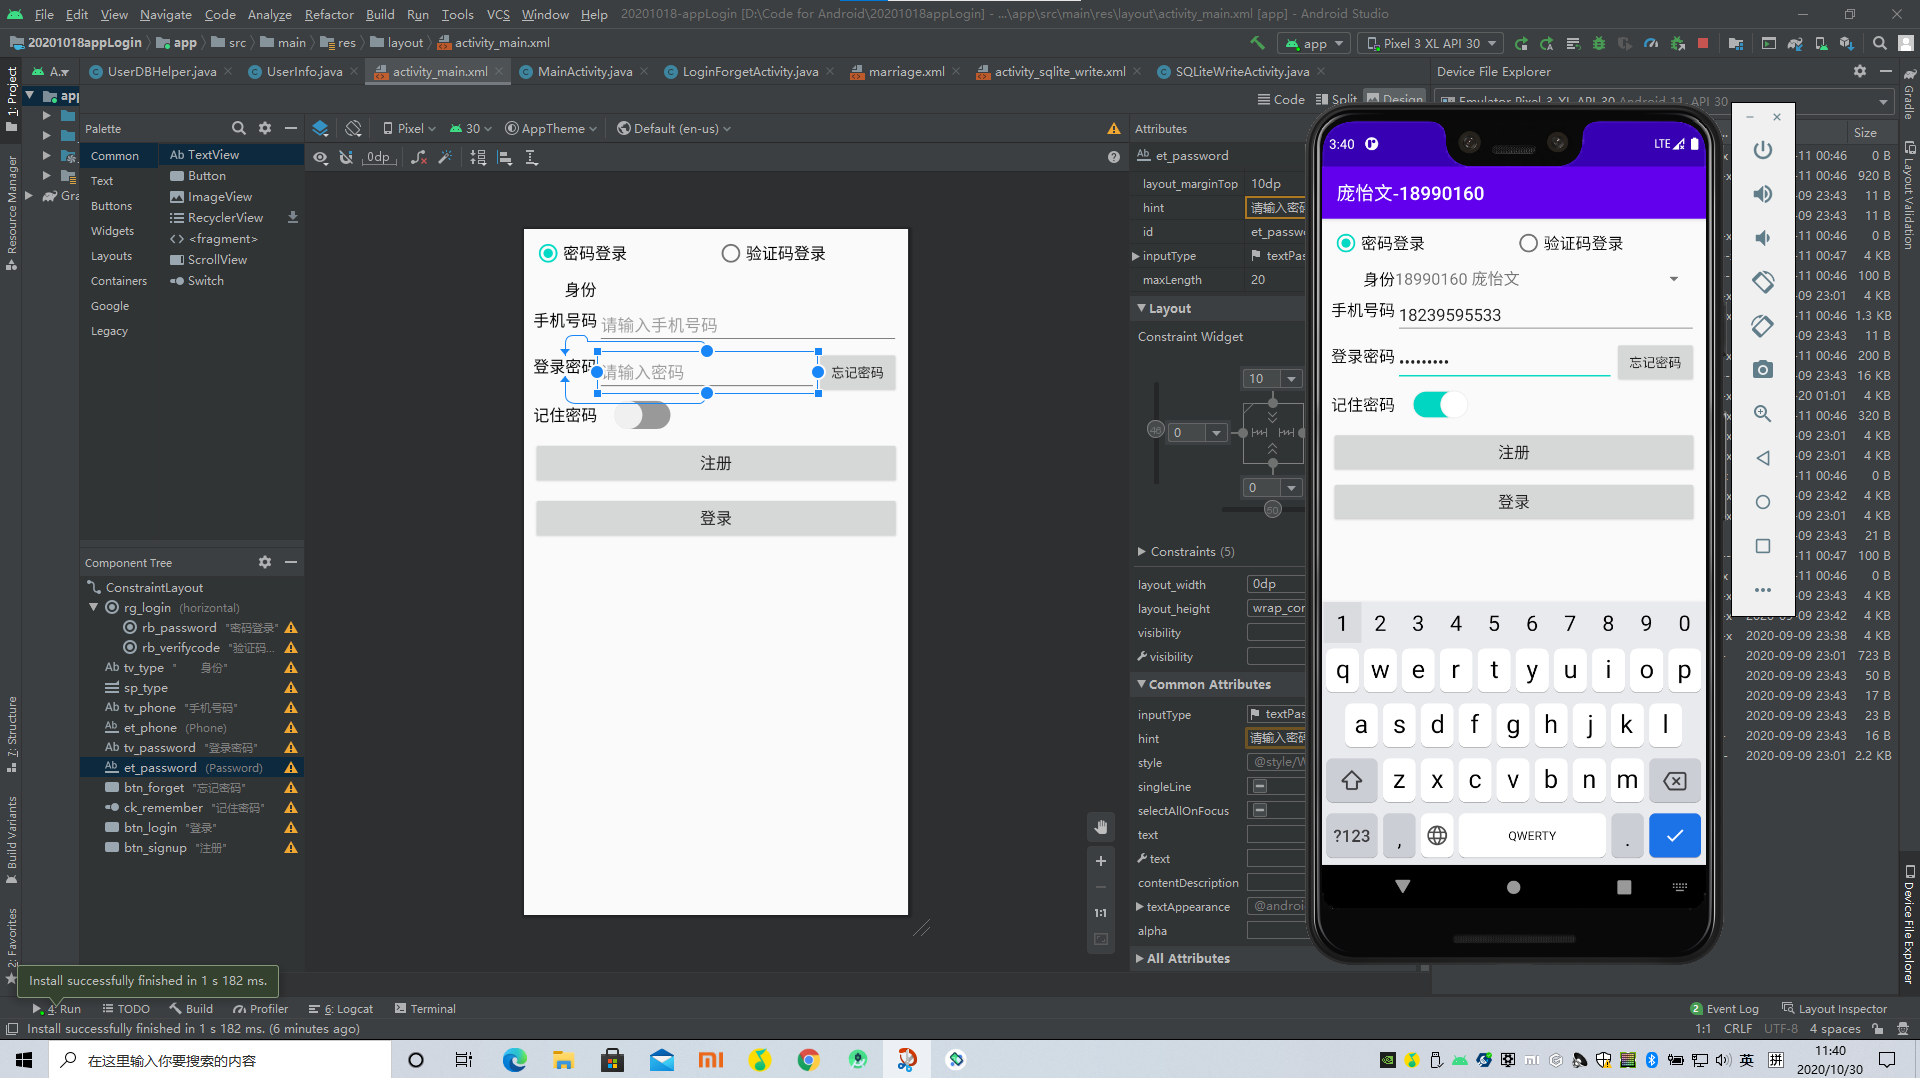 File Edit View Navigate Code Analyze Refactor Build Run Tools VCS Window Help 20201018-appLogin [D:\Code for Android\20201018appLogin] - ...\app\src\main\res\layout\activity_main.xml [app] - Android Studio
20201018appLogin app src main res layout activity_main.xml app Pixel 3 XL API 30
UserDBHelper.java UserInfo.java activity_main.xml MainActivity.java LoginForgetActivity.java marriage.xml activity_sqlite_write.xml SQLiteWriteActivity.java Device File Explorer
Code Split Design Emulator Pixel_3_XL_API_30 Android 11, API 30
Palette Pixel 30 AppTheme Default (en-us) Attributes
Common
Text
Buttons
Widgets
Layouts
Containers
Google
Legacy
Ab TextView
Button
ImageView
RecyclerView
<fragment>
ScrollView
Switch
0dp
密码登录 验证码登录
身份
手机号码 请输入手机号码
登录密码 请输入密码 忘记密码
记住密码
注册
登录
Component Tree
ConstraintLayout
rg_login (horizontal)
rb_password "密码登录"
rb_verifycode "验证码...
Ab tv_type " 身份"
sp_type
Ab tv_phone "手机号码"
Ab et_phone (Phone)
Ab tv_password "登录密码"
Ab et_password (Password)
btn_forget "忘记密码"
ck_remember "记住密码"
btn_login "登录"
btn_signup "注册"
1:1
Ab et_password
layout_marginTop 10dp
hint 请输入密码
id et_passwo
inputType textPas
maxLength 20
Layout
Constraint Widget
10
46 0
0
50
Constraints (5)
layout_width 0dp
layout_height wrap_con
visibility
visibility
Common Attributes
inputType textPas
hint 请输入密码
style @style/W
singleLine
selectAllOnFocus
text
text
contentDescription
textAppearance @androi
alpha
All Attributes
3:40 LTE
庞怡文-18990160
密码登录 验证码登录
身份 18990160 庞怡文
手机号码 18239595533
登录密码 ••••••••• 忘记密码
记住密码
注册
登录
1 2 3 4 5 6 7 8 9 0
q w e r t y u i o p
a s d f g h j k l
z x c v b n m
?123 , QWERTY .
Size
-11 00:46 0 B
-11 00:46 920 B
-09 23:43 11 B
-09 23:43 11 B
-11 00:46 0 B
-11 00:47 4 KB
-11 00:46 100 B
-09 23:01 4 KB
-11 00:46 1.3 KB
-09 23:43 11 B
-11 00:46 200 B
-09 23:43 16 KB
-20 01:01 4 KB
-11 00:46 320 B
-09 23:01 4 KB
-09 23:01 4 KB
-11 00:46 0 B
-09 23:42 4 KB
-09 23:01 4 KB
-09 23:43 21 B
-11 00:47 100 B
-11 00:46 0 B
-09 23:43 4 KB
-09 23:42 4 KB
2020-09-09 23:38 4 KB
2020-09-09 23:01 723 B
2020-09-09 23:43 50 B
2020-09-09 23:43 17 B
2020-09-09 23:43 23 B
2020-09-09 23:43 16 B
2020-09-09 23:01 2.2 KB
1: Project
Resource Manager
7: Structure
Build Variants
2: Favorites
Gradle
Layout Validation
Device File Explorer
Install successfully finished in 1 s 182 ms.
4: Run TODO Build Profiler 6: Logcat Terminal 2 Event Log Layout Inspector
Install successfully finished in 1 s 182 ms. (6 minutes ago) 1:1 CRLF UTF-8 4 spaces
在这里输入你要搜索的内容 英 拼 11:40
2020/10/30